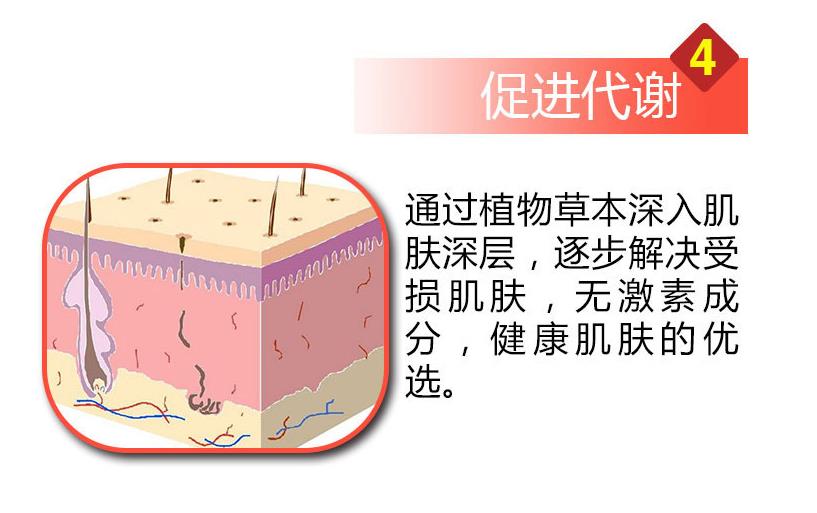 4
促进代谢
通过植物草本深入肌
肤深层，逐步解决受
损肌肤，无激素成
分，健康肌肤的优
选。